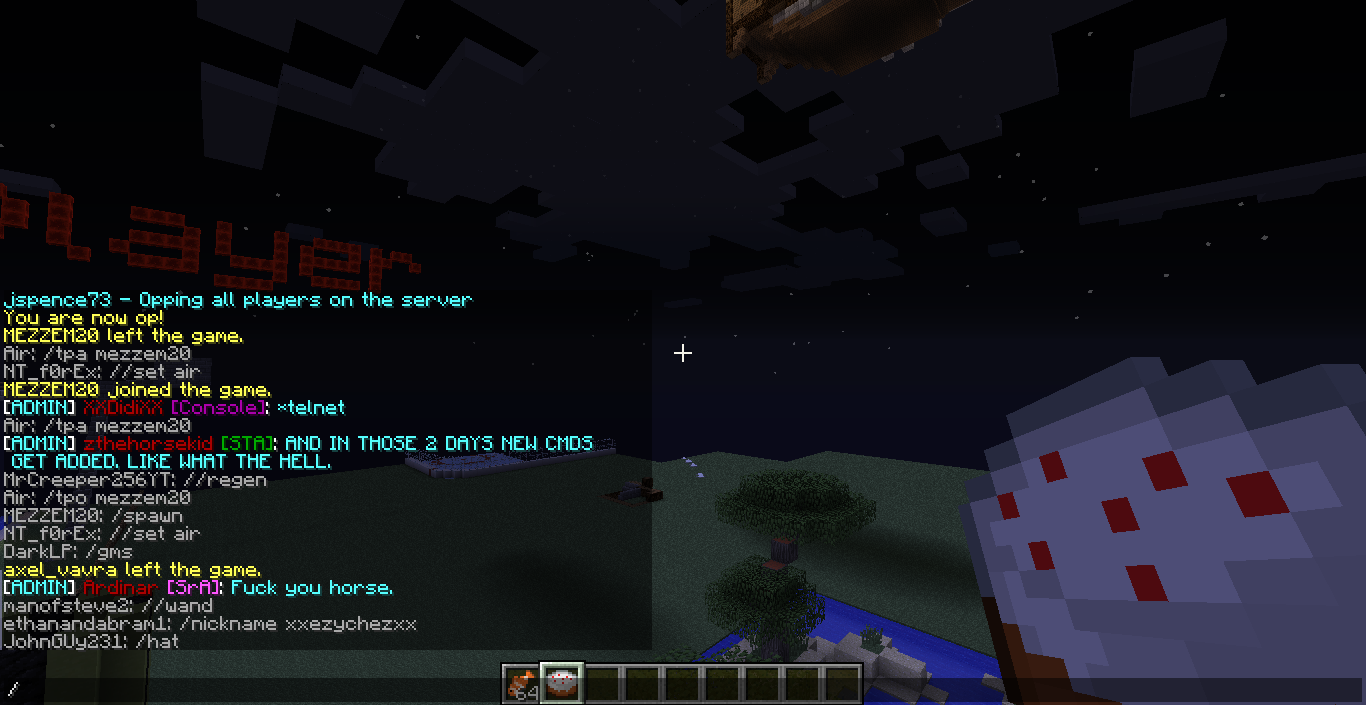 player
jspence73 - Opping all players on the server
You are now op!
MEZZEM20 left the game.
Air: /tpa mezzem20
NT_f0rEx: //set air
MEZZEM20 joined the game.
[ADMIN] XXDidiXX [Console]: *telnet
Air: /tpa mezzem20
[ADMIN] zthehorsekid [STA]: AND IN THOSE 2 DAYS NEW CMDS
GET ADDED. LIKE WHAT THE HELL.
MrCreeper256YT: //regen
Air: /tpo mezzem20
MEZZEM20: /spawn
NT_f0rEx: //set air
DarkLP: /gms
axel_vavra left the game.
[ADMIN] Ardinar [SrA]: Fuck you horse.
manofsteve2: //wand
ethanandabram1: /nickname xxezychezxx
JohnGUy231: /hat
64
/